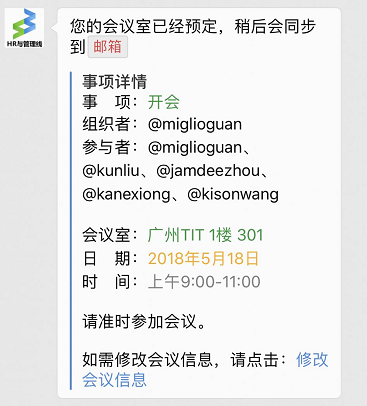 您的会议室已经预定，稍后会同步
到 邮箱
HR与管理线
事项详情
事　项：开会
组织者：@miglioguan
参与者：@miglioguan、
@kunliu、@jamdeezhou、
@kanexiong、@kisonwang
会议室：广州TIT 1楼 301
日　期：2018年5月18日
时　间：上午9:00-11:00
请准时参加会议。
如需修改会议信息，请点击：修改
会议信息